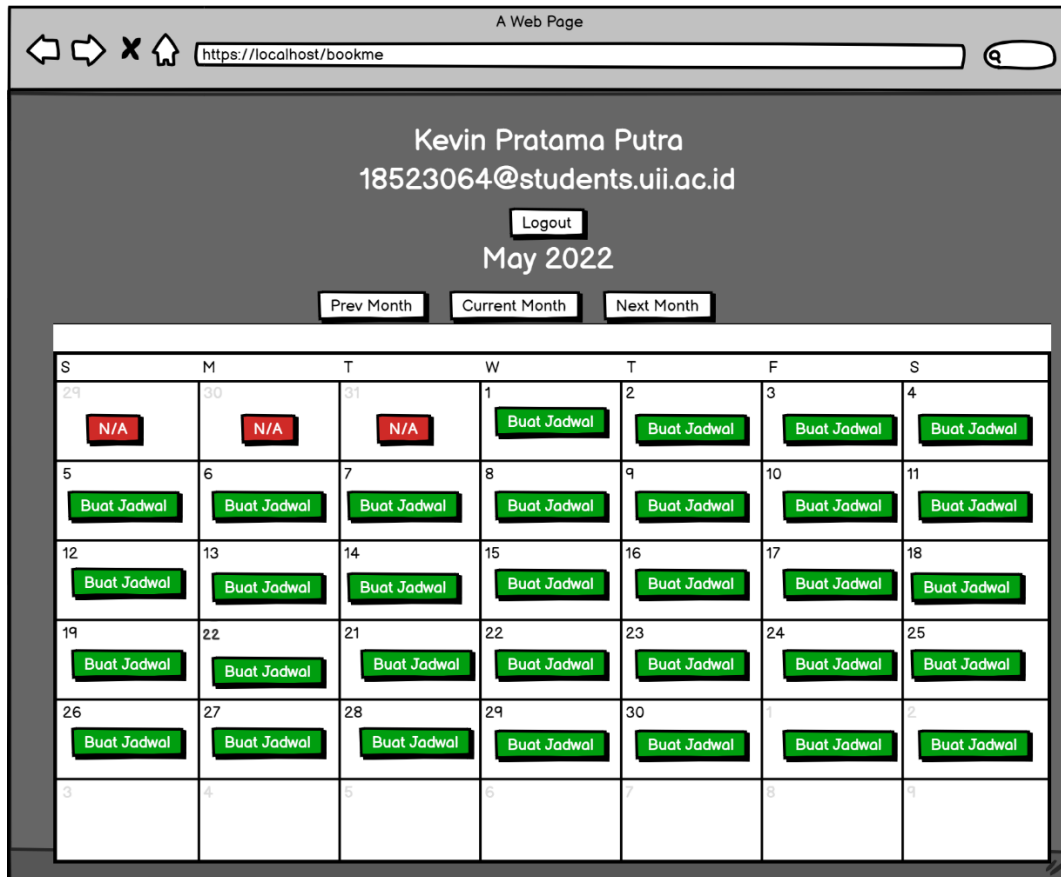 A Web Page
https://localhost/bookme
Kevin Pratama Putra
18523064@students.uii.ac.id
Logout
May 2022
Prev Month Current Month Next Month
S M T W T F S
29 30 31 1 2 3 4
N/A N/A N/A Buat Jadwal Buat Jadwal Buat Jadwal Buat Jadwal
5 6 7 8 9 10 11
Buat Jadwal Buat Jadwal Buat Jadwal Buat Jadwal Buat Jadwal Buat Jadwal Buat Jadwal
12 13 14 15 16 17 18
Buat Jadwal Buat Jadwal Buat Jadwal Buat Jadwal Buat Jadwal Buat Jadwal Buat Jadwal
19 22 21 22 23 24 25
Buat Jadwal Buat Jadwal Buat Jadwal Buat Jadwal Buat Jadwal Buat Jadwal Buat Jadwal
26 27 28 29 30 1 2
Buat Jadwal Buat Jadwal Buat Jadwal Buat Jadwal Buat Jadwal Buat Jadwal Buat Jadwal
3 4 5 6 7 8 9